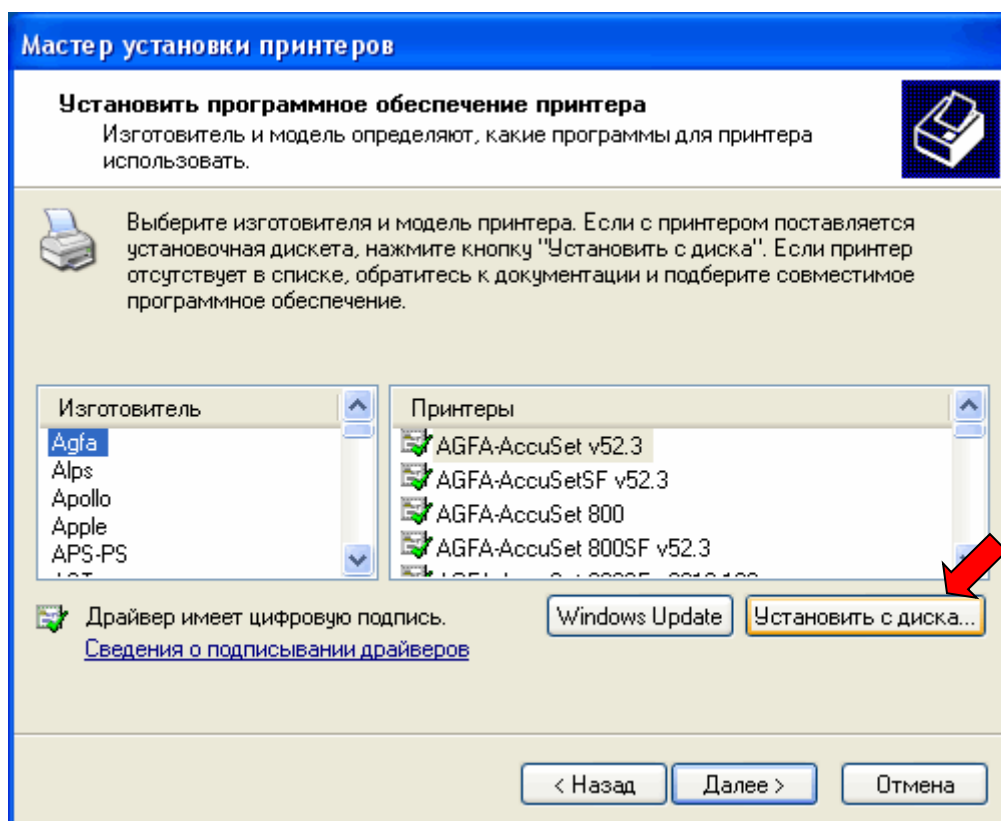 Мастер установки принтеров
Установить программное обеспечение принтера
Изготовитель и модель определяют, какие программы для принтера
использовать.
Выберите изготовителя и модель принтера. Если с принтером поставляется
установочная дискета, нажмите кнопку "Установить с диска". Если принтер
отсутствует в списке, обратитесь к документации и подберите совместимое
программное обеспечение.
Изготовитель
Agfa
Alps
Apollo
Apple
APS-PS
Принтеры
AGFA-AccuSet v52.3
AGFA-AccuSetSF v52.3
AGFA-AccuSet 800
AGFA-AccuSet 800SF v52.3
Драйвер имеет цифровую подпись.
Сведения о подписывании драйверов
Windows Update
Установить с диска...
< Назад
Далее >
Отмена